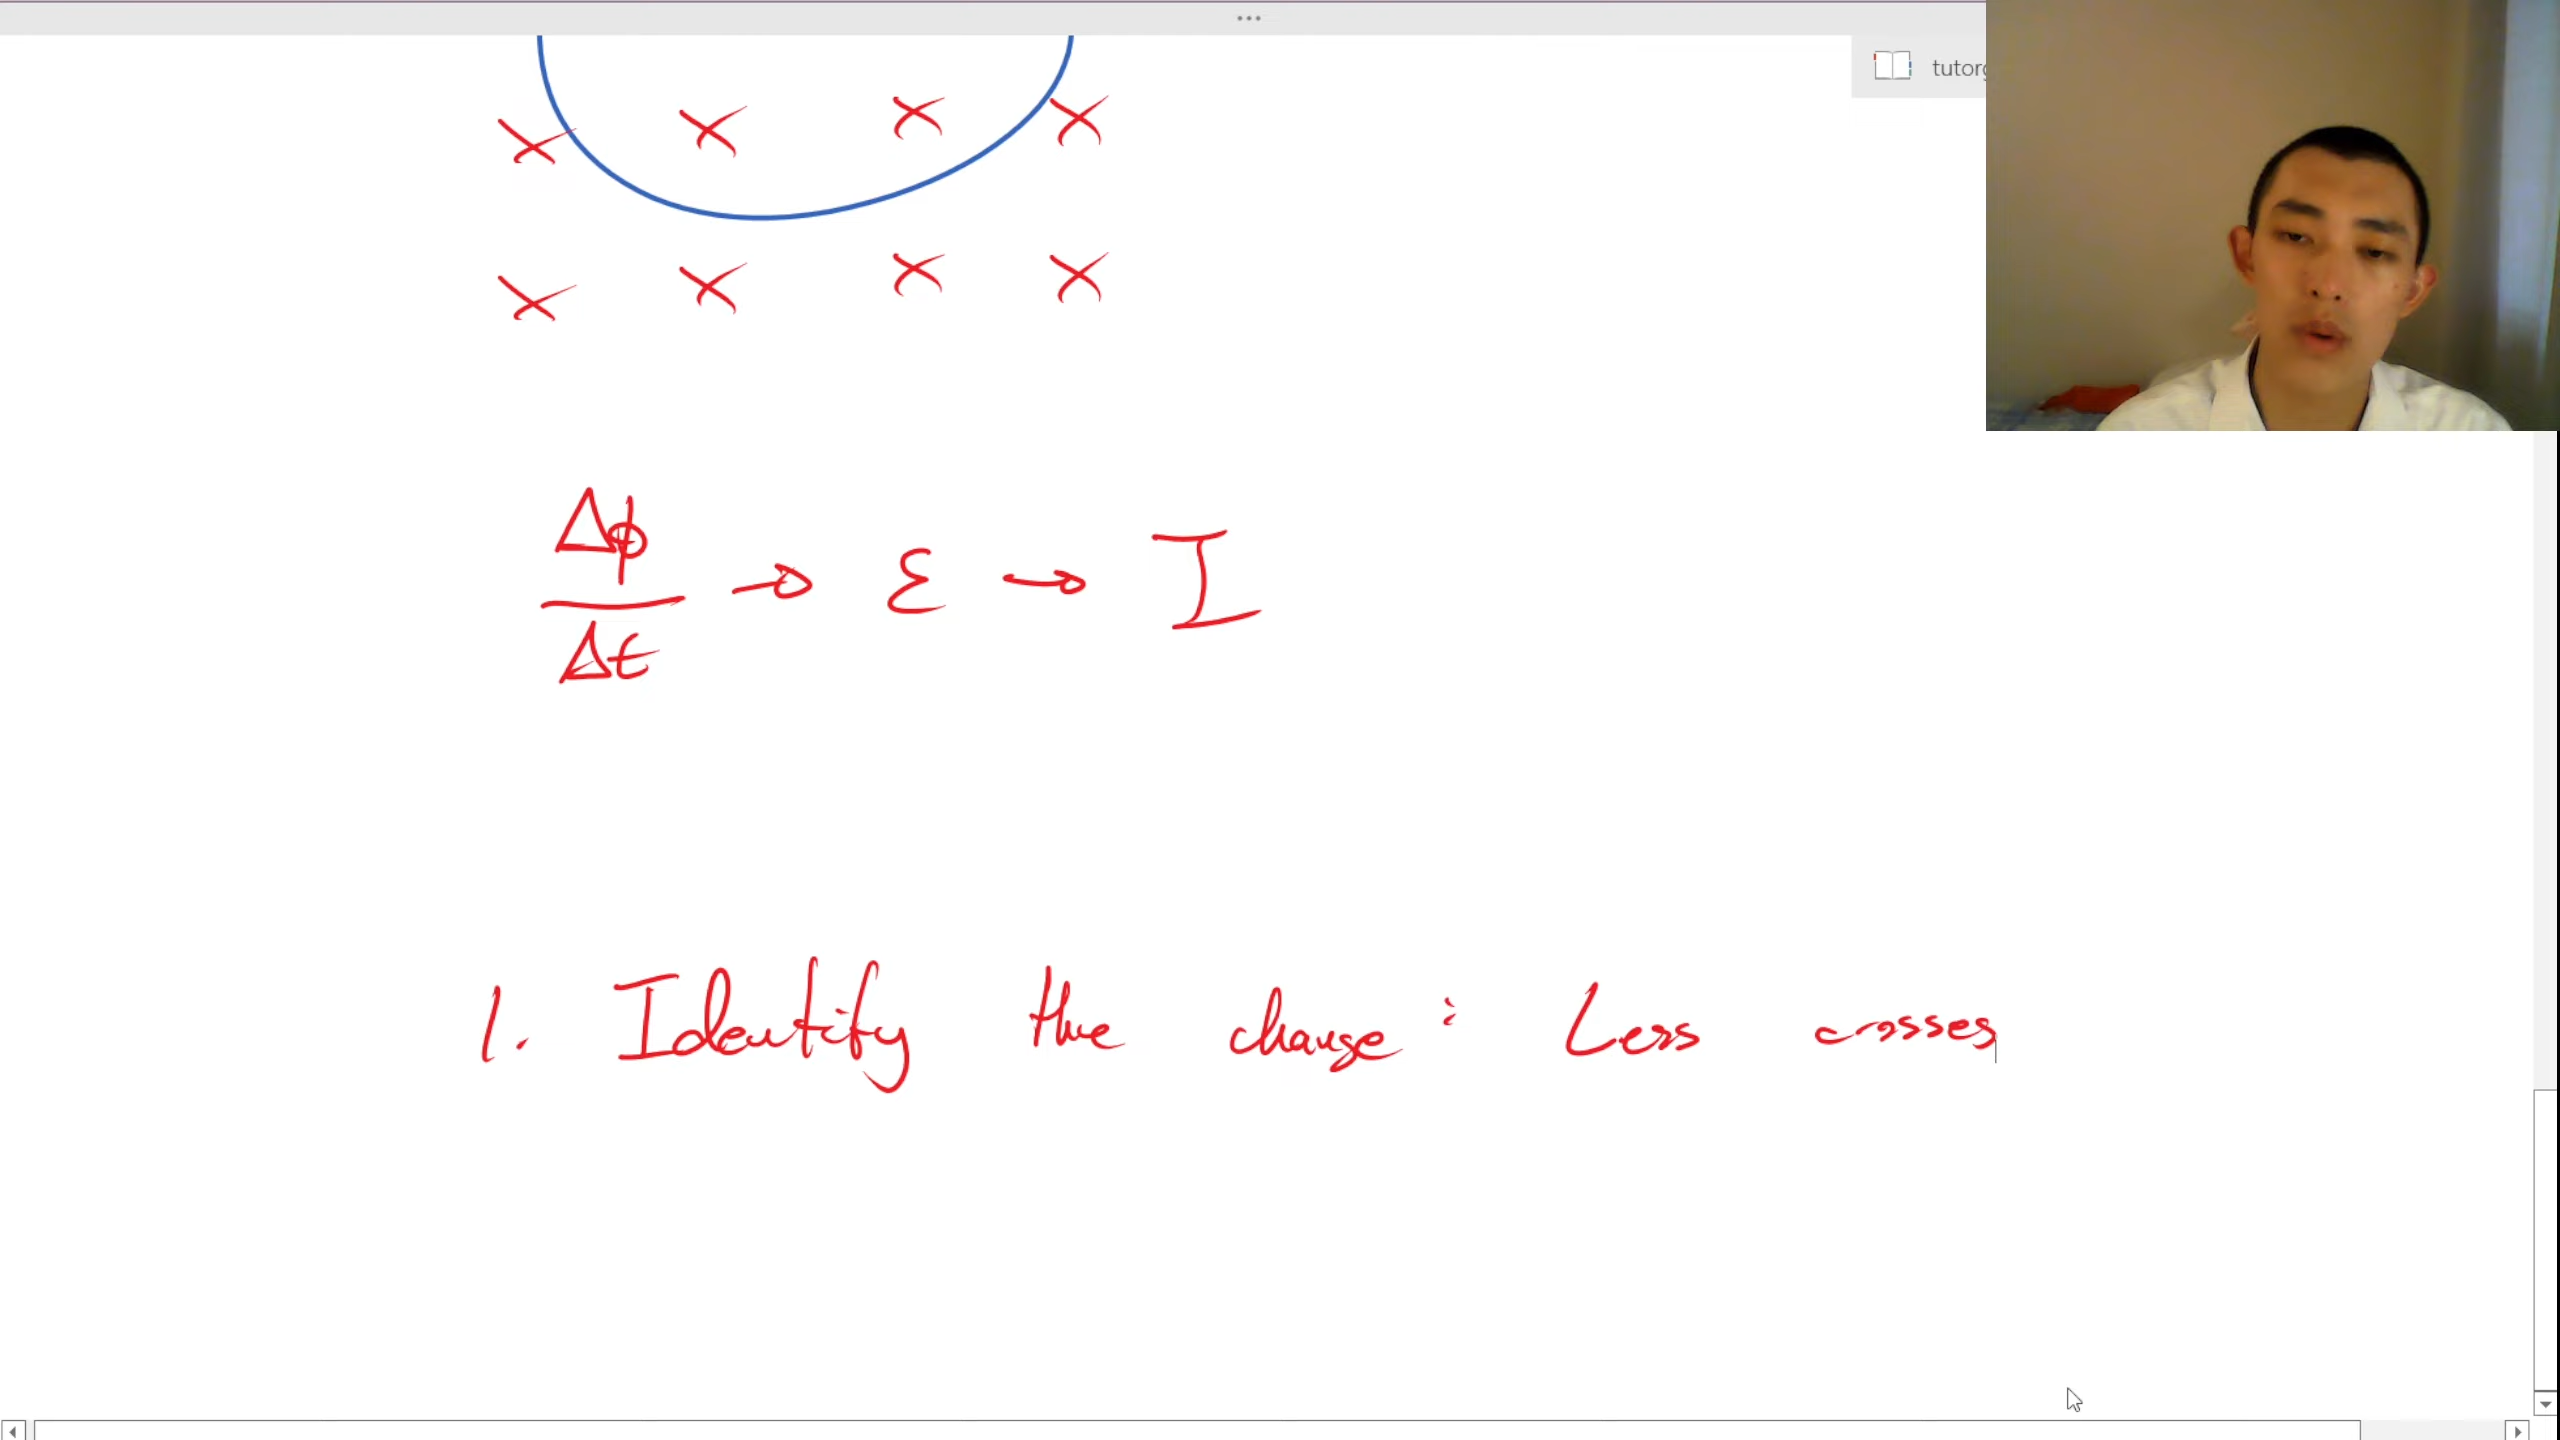 tutor
Δϕ
Δt
→ ε → I
1. Identify the change : Less crosses